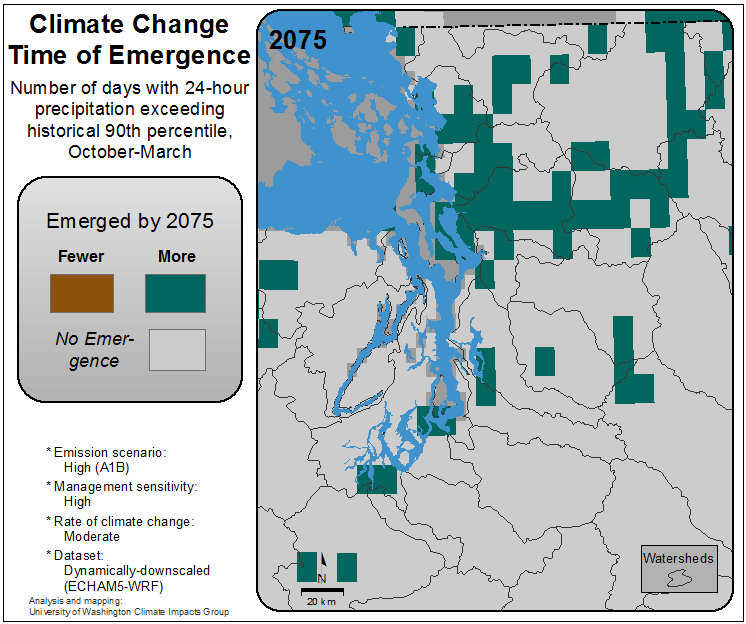 Climate Change
Time of Emergence
Number of days with 24-hour
precipitation exceeding
historical 90th percentile,
October-March
Emerged by 2075
Fewer
More
No Emer-
gence
* Emission scenario:
High (A1B)
* Management sensitivity:
High
* Rate of climate change:
Moderate
* Dataset:
Dynamically-downscaled
(ECHAM5-WRF)
Analysis and mapping:
University of Washington Climate Impacts Group
2075
N
20 km
Watersheds